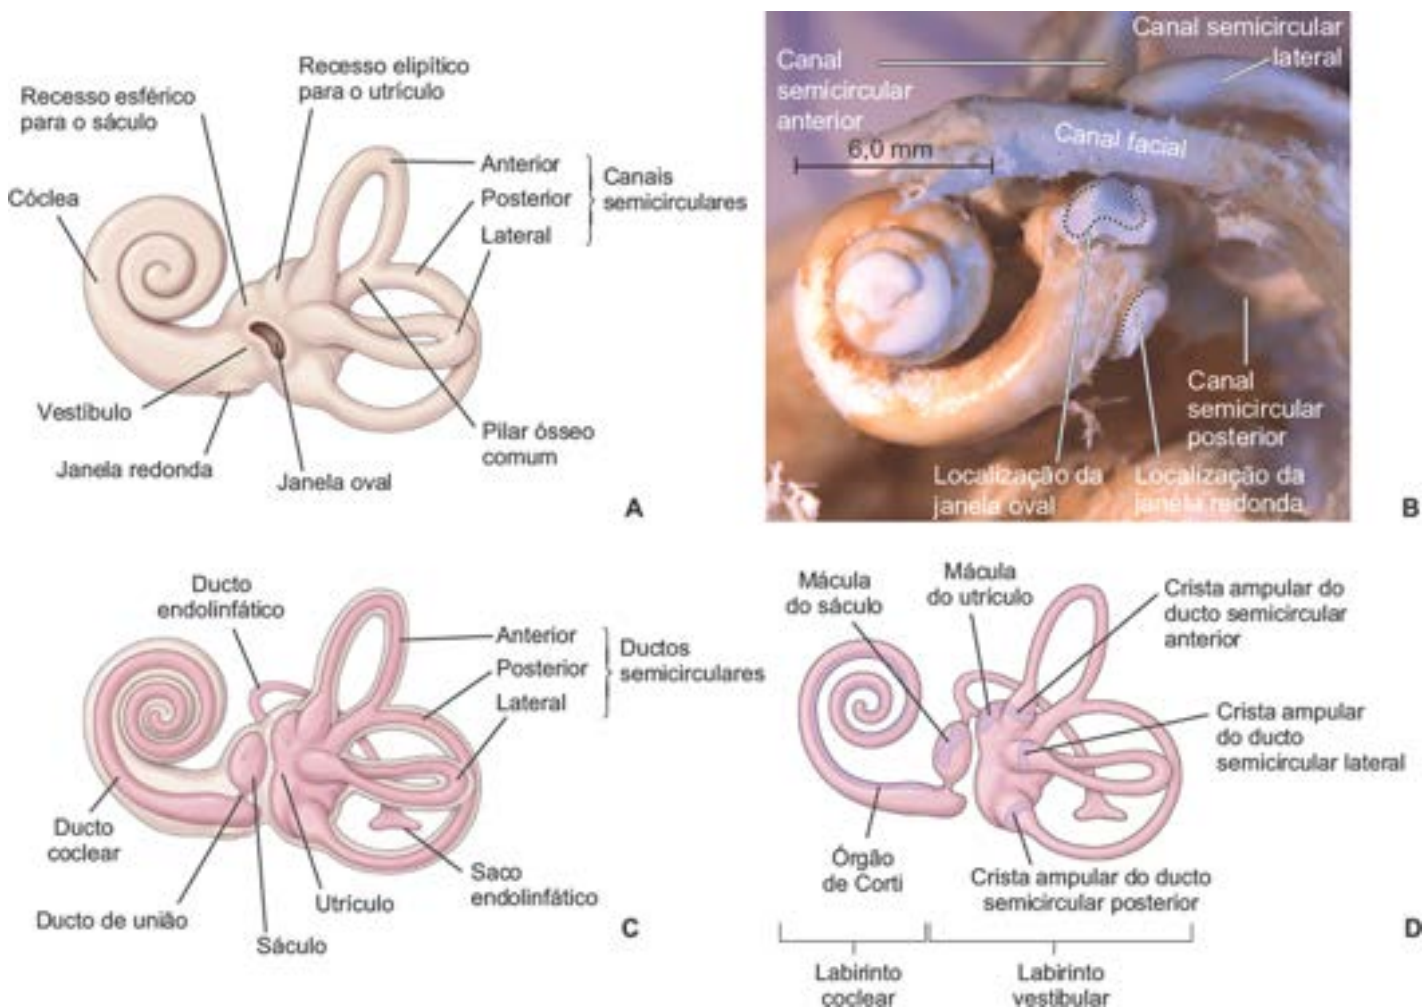 Recesso elipítico
para o utrículo
Recesso esférico
para o sáculo
Cóclea
Anterior
Posterior
Lateral
Canais
semicirculares
Vestíbulo
Janela redonda
Janela oval
Pilar ósseo
comum
A
Canal semicircular
lateral
Canal
semicircular
anterior
Canal facial
6,0 mm
Canal
semicircular
posterior
Localização da
janela oval
Localização da
janela redonda
B
Ducto
endolinfático
Anterior
Posterior
Lateral
Ductos
semicirculares
Ducto
coclear
Ducto de união
Sáculo
Utrículo
Saco
endolinfático
C
Mácula
do sáculo
Mácula
do utrículo
Crista ampular do
ducto semicircular
anterior
Crista ampular
do ducto
semicircular lateral
Órgão
de Corti
Crista ampular do ducto
semicircular posterior
D
Labirinto
coclear
Labirinto
vestibular